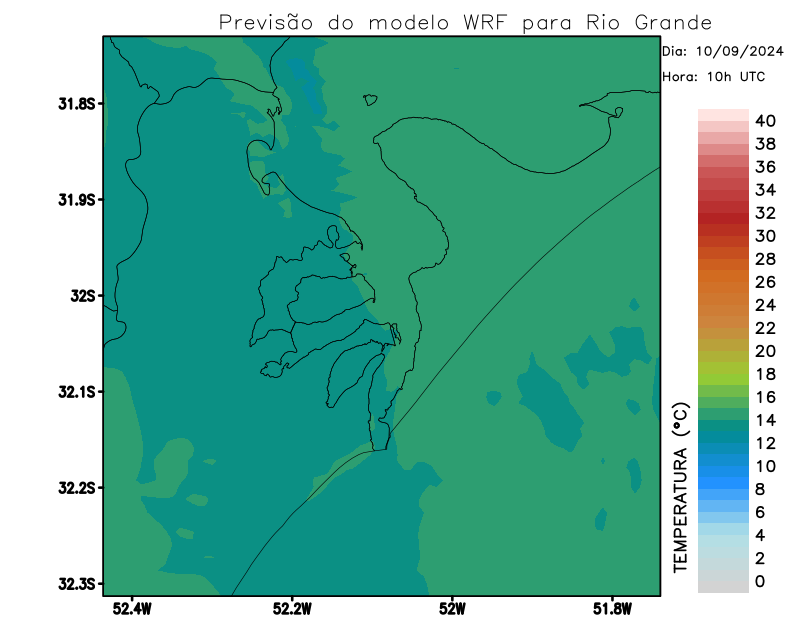 Previsão do modelo WRF para Rio Grande
Dia: 10/09/2024
Hora: 10h UTC
31.8S
31.9S
32S
32.1S
32.2S
32.3S
52.4W
52.2W
52W
51.8W
TEMPERATURA (ºC)
40
38
36
34
32
30
28
26
24
22
20
18
16
14
12
10
8
6
4
2
0